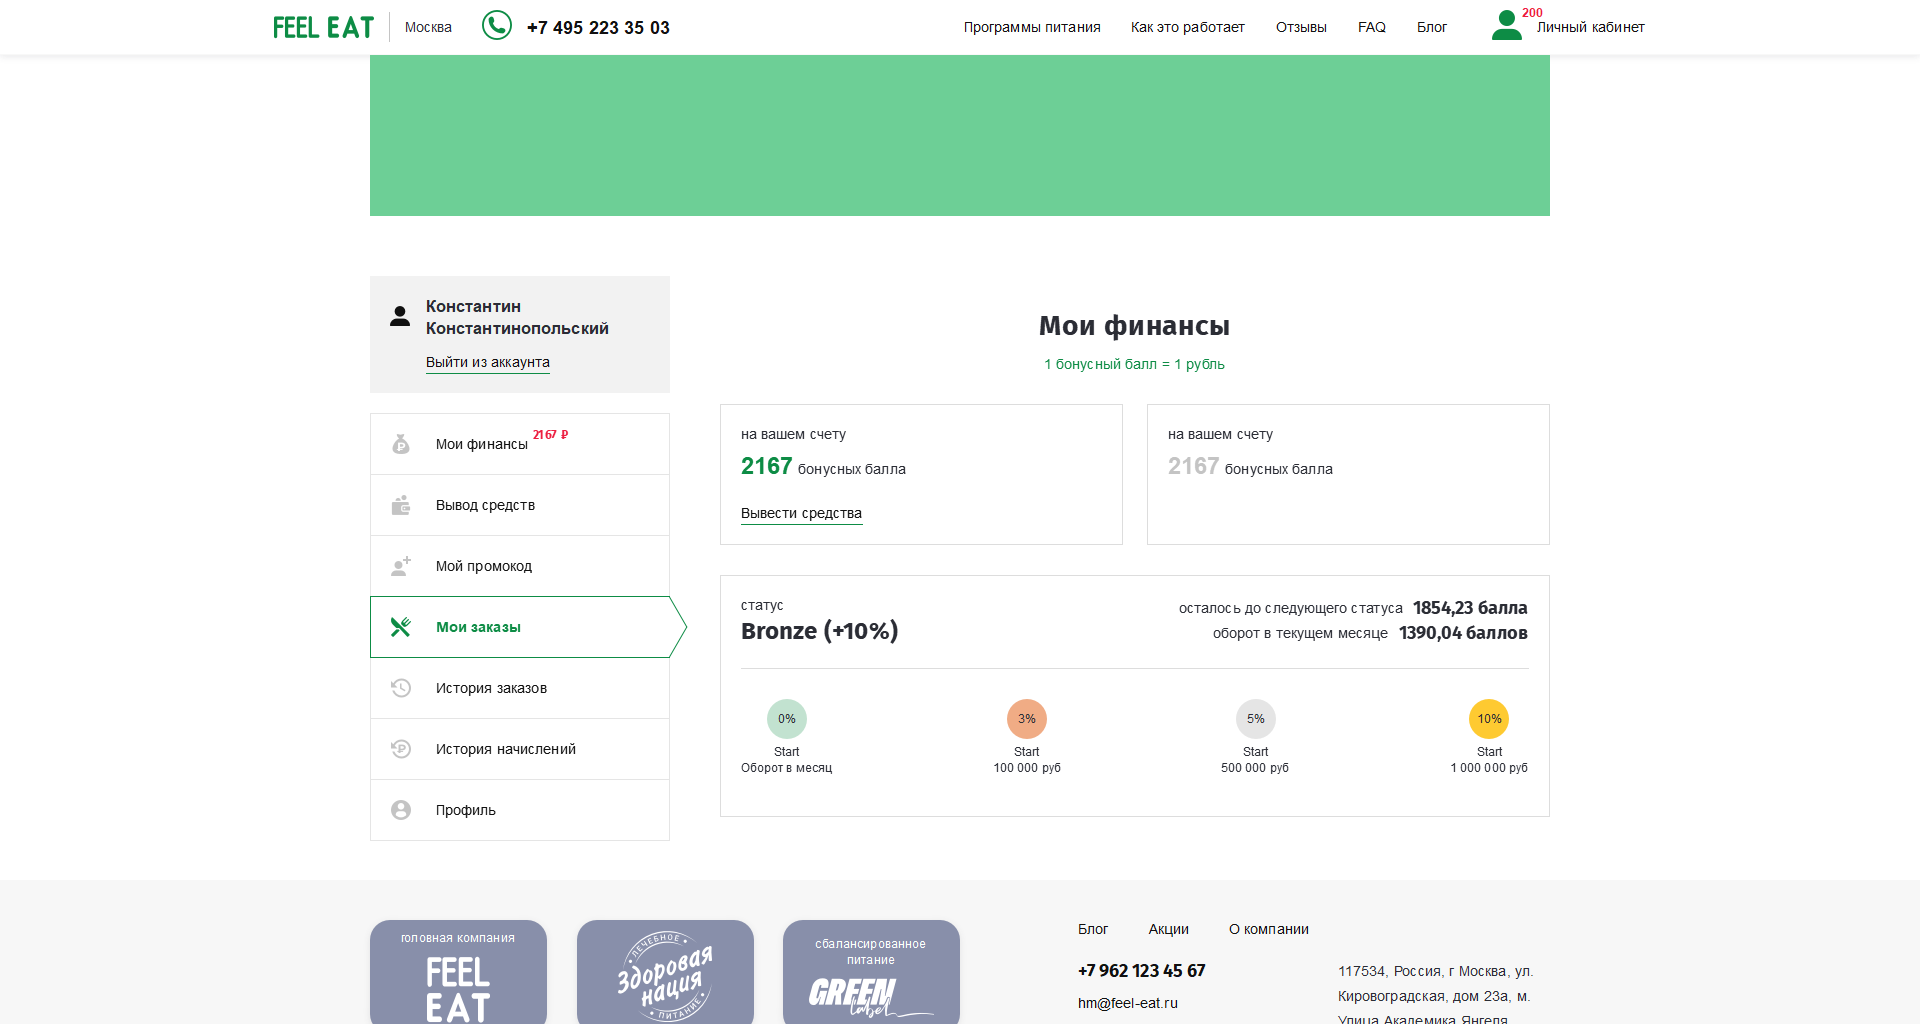 FEEL EAT
Москва
+7 495 223 35 03
Программы питания
Как это работает
Отзывы
FAQ
Блог
200
Личный кабинет
Константин
Константинопольский
Выйти из аккаунта
Мои финансы 2167 ₽
Вывод средств
Мой промокод
Мои заказы
История заказов
История начислений
Профиль
Мои финансы
1 бонусный балл = 1 рубль
на вашем счету
2167 бонусных балла
Вывести средства
на вашем счету
2167 бонусных балла
статус
Bronze (+10%)
осталось до следующего статуса 1854,23 балла
оборот в текущем месяце 1390,04 баллов
0%
Start
Оборот в месяц
3%
Start
100 000 руб
5%
Start
500 000 руб
10%
Start
1 000 000 руб
головная компания
FEEL
EAT
ЛЕЧЕБНОЕ
Здоровая
нация
ПИТАНИЕ
сбалансированное
питание
GREEN
label
Блог
Акции
О компании
+7 962 123 45 67
hm@feel-eat.ru
117534, Россия, г Москва, ул.
Кировоградская, дом 23а, м.
Улица Академика Янгеля